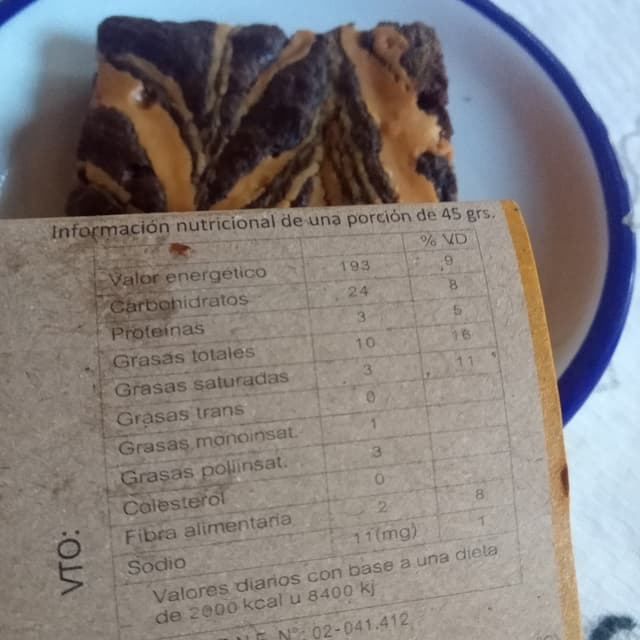 Información nutricional de una porción de 45 grs.
% VD
Valor energetico 193 9
Carbohidratos 24 8
Proteinas 3 5
Grasas totales 10 18
Grasas saturadas 3 11
Grasas trans 0
Grasas monoinsat. 1
Grasas poliinsat. 3
Colesterol 0
Fibra alimentaria 2 8
Sodio 11(mg) 1
Valores diarios con base a una dieta
de 2000 kcal u 8400 kj
Nº: 02-041.412
VTO: